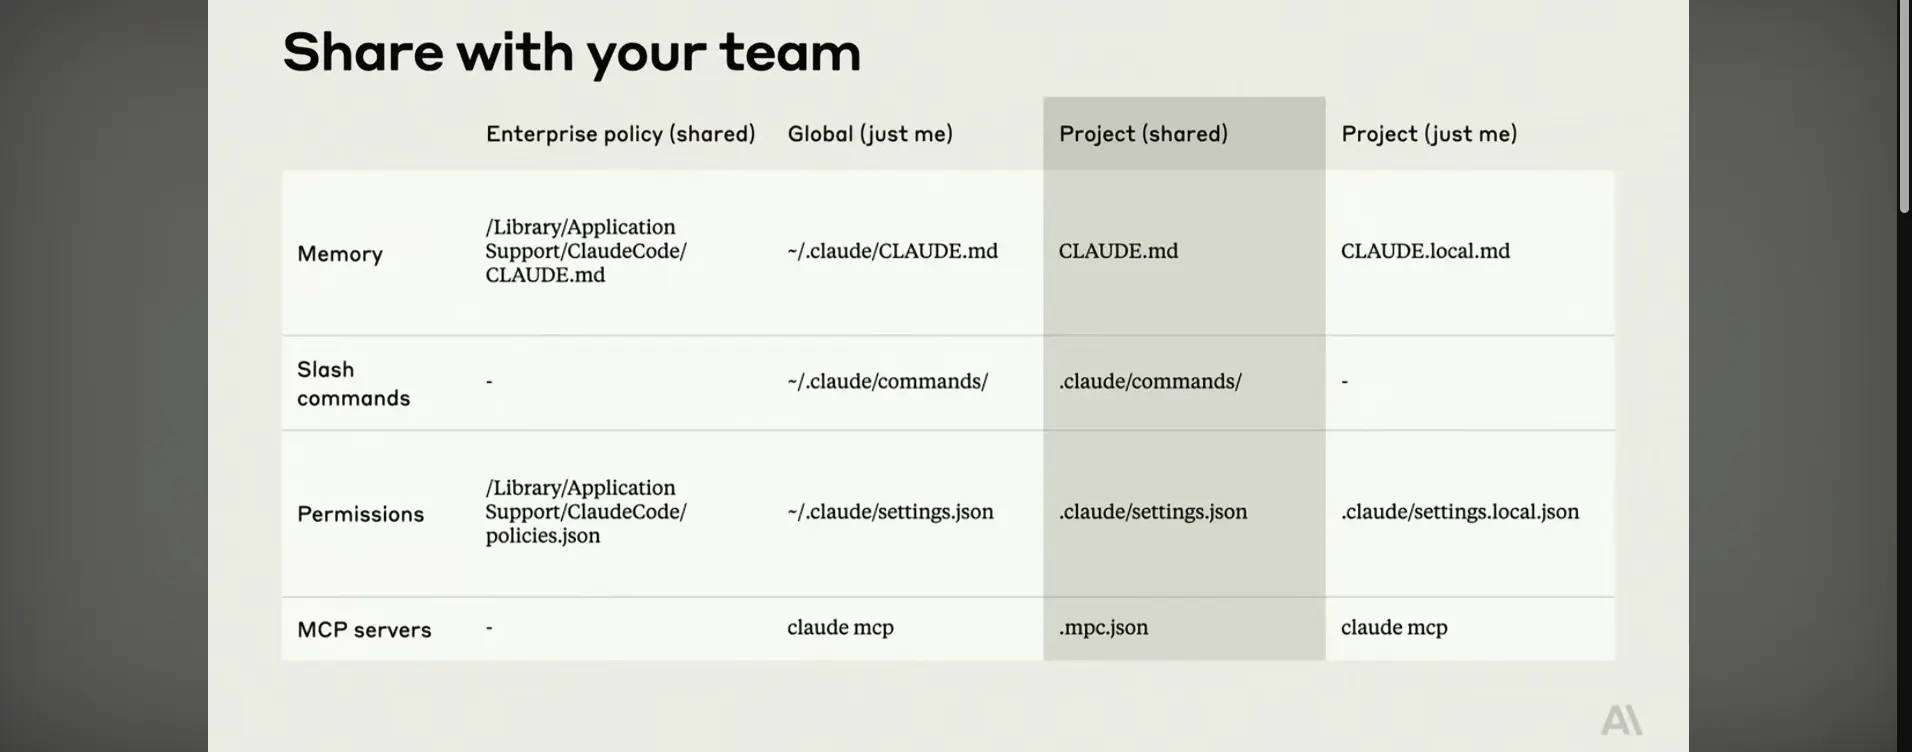 Share with your team
Enterprise policy (shared)
Global (just me)
Project (shared)
Project (just me)
Memory
/Library/Application
Support/ClaudeCode/
CLAUDE.md
~/.claude/CLAUDE.md
CLAUDE.md
CLAUDE.local.md
Slash
commands
-
~/.claude/commands/
.claude/commands/
-
Permissions
/Library/Application
Support/ClaudeCode/
policies.json
~/.claude/settings.json
.claude/settings.json
.claude/settings.local.json
MCP servers
-
claude mcp
.mpc.json
claude mcp
A\